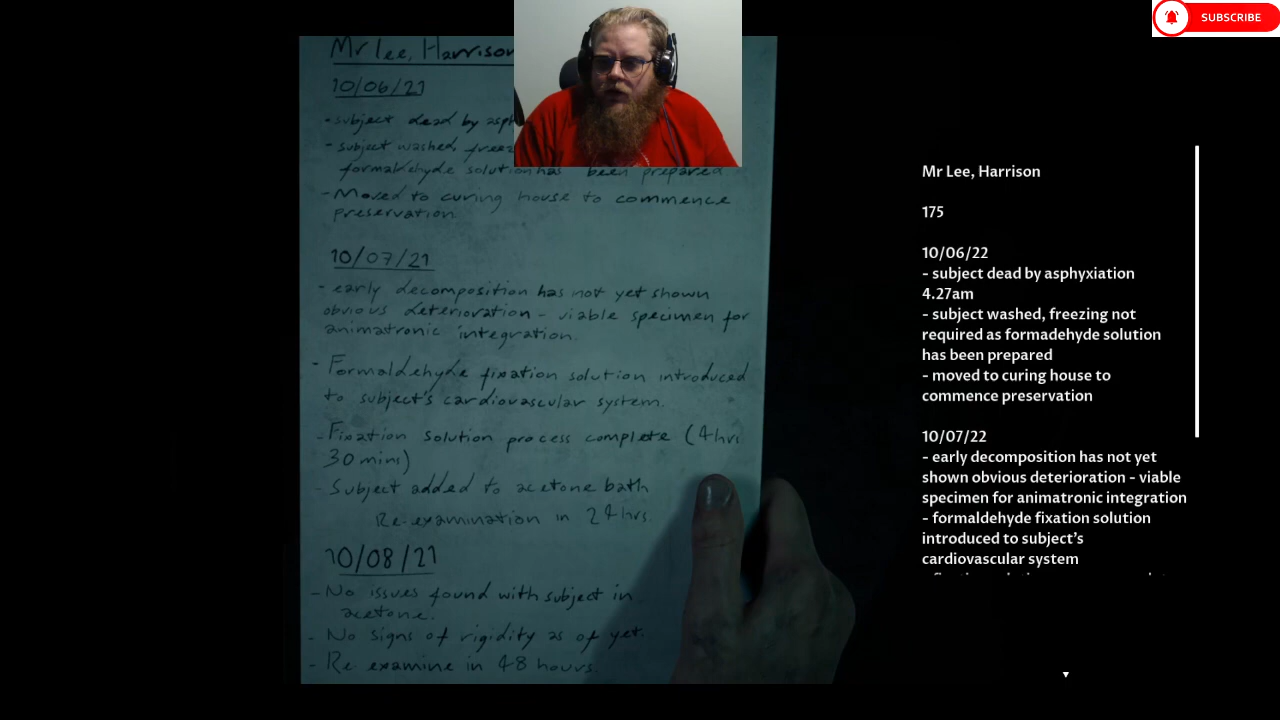 SUBSCRIBE
Mr Lee, Harrison
10/06/21
- subject dead by asp
- subject washed, freez
formaldehyde solution has been prepared.
- Moved to curing house to commence
preservation.
10/07/21
- early decomposition has not yet shown
obvious deterioration - viable specimen for
animatronic integration.
- Formaldehyde fixation solution introduced
to subject's cardiovascular system.
- Fixation solution process complete (4hrs
30 mins)
- Subject added to acetone bath
Re-examination in 24hrs.
10/08/21
- No issues found with subject in
acetone.
- No signs of rigidity as of yet.
- Re examine in 48 hours.
Mr Lee, Harrison
175
10/06/22
- subject dead by asphyxiation
4.27am
- subject washed, freezing not
required as formadehyde solution
has been prepared
- moved to curing house to
commence preservation
10/07/22
- early decomposition has not yet
shown obvious deterioration - viable
specimen for animatronic integration
- formaldehyde fixation solution
introduced to subject's
cardiovascular system